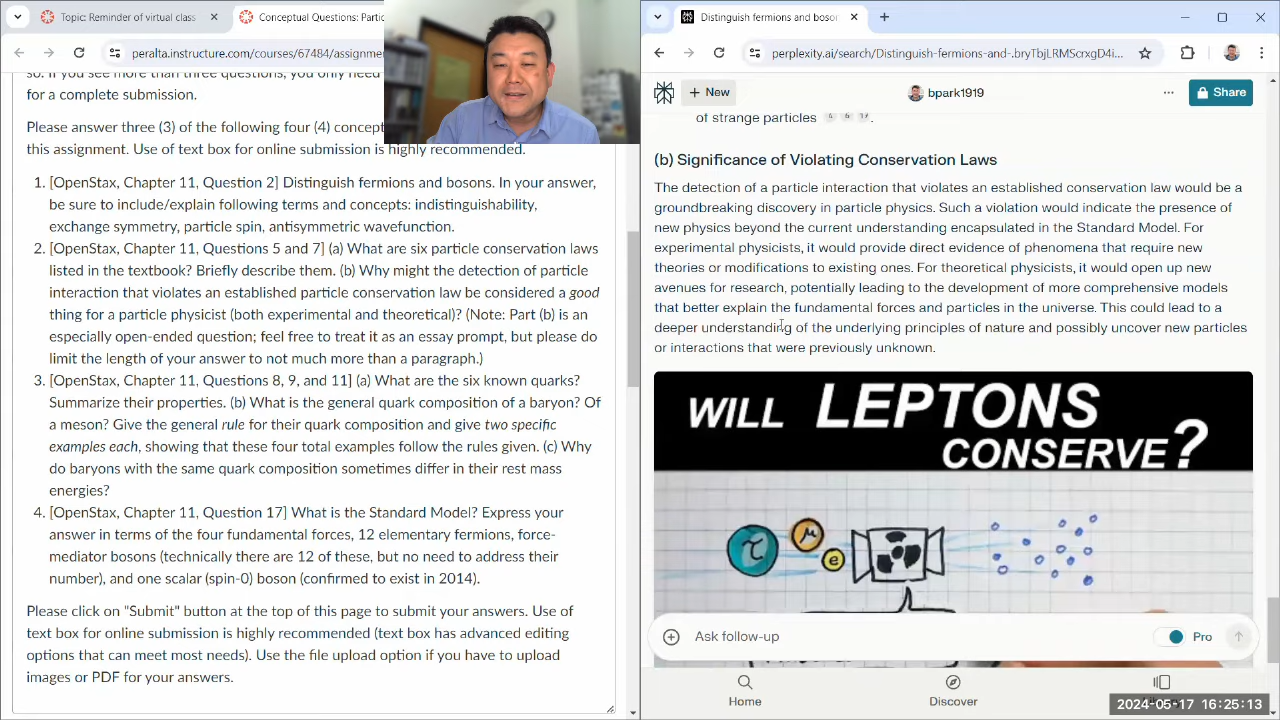 Topic: Reminder of virtual class
Conceptual Questions: Partic
peralta.instructure.com/courses/67484/assignme
so. If you see more than three questions, you only need
for a complete submission.
Please answer three (3) of the following four (4) concept
this assignment. Use of text box for online submission is highly recommended.
1. [OpenStax, Chapter 11, Question 2] Distinguish fermions and bosons. In your answer,
be sure to include/explain following terms and concepts: indistinguishability,
exchange symmetry, particle spin, antisymmetric wavefunction.
2. [OpenStax, Chapter 11, Questions 5 and 7] (a) What are six particle conservation laws
listed in the textbook? Briefly describe them. (b) Why might the detection of particle
interaction that violates an established particle conservation law be considered a good
thing for a particle physicist (both experimental and theoretical)? (Note: Part (b) is an
especially open-ended question; feel free to treat it as an essay prompt, but please do
limit the length of your answer to not much more than a paragraph.)
3. [OpenStax, Chapter 11, Questions 8, 9, and 11] (a) What are the six known quarks?
Summarize their properties. (b) What is the general quark composition of a baryon? Of
a meson? Give the general rule for their quark composition and give two specific
examples each, showing that these four total examples follow the rules given. (c) Why
do baryons with the same quark composition sometimes differ in their rest mass
energies?
4. [OpenStax, Chapter 11, Question 17] What is the Standard Model? Express your
answer in terms of the four fundamental forces, 12 elementary fermions, force-
mediator bosons (technically there are 12 of these, but no need to address their
number), and one scalar (spin-0) boson (confirmed to exist in 2014).
Please click on "Submit" button at the top of this page to submit your answers. Use of
text box for online submission is highly recommended (text box has advanced editing
options that can meet most needs). Use the file upload option if you have to upload
images or PDF for your answers.
Distinguish fermions and boson
perplexity.ai/search/Distinguish-fermions-and-.bryTbjLRMScqgD4i...
New
bpark1919
Share
of strange particles 4 6 17 .
(b) Significance of Violating Conservation Laws
The detection of a particle interaction that violates an established conservation law would be a
groundbreaking discovery in particle physics. Such a violation would indicate the presence of
new physics beyond the current understanding encapsulated in the Standard Model. For
experimental physicists, it would provide direct evidence of phenomena that require new
theories or modifications to existing ones. For theoretical physicists, it would open up new
avenues for research, potentially leading to the development of more comprehensive models
that better explain the fundamental forces and particles in the universe. This could lead to a
deeper understanding of the underlying principles of nature and possibly uncover new particles
or interactions that were previously unknown.
WILL LEPTONS
CONSERVE?
τ μ e
Ask follow-up
Pro
Home
Discover
2024-05-17 16:25:13